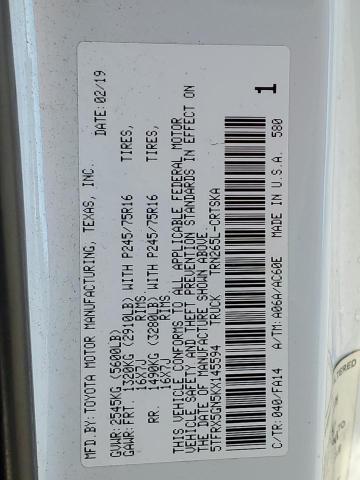 MFD.BY:TOYOTA MOTOR MANUFACTURING, TEXAS, INC. DATE: 02/19
GVWR:2545KG(5600LB)
GAWR: FRT. 1320KG (2910LB) WITH P245/75R16 TIRES,
16X7J RIMS
RR. 1490KG (3280LB) WITH P245/75R16 TIRES,
16X7J RIMS
THIS VEHICLE CONFORMS TO ALL APPLICABLE FEDERAL MOTOR
VEHICLE SAFETY AND THEFT PREVENTION STANDARDS IN EFFECT ON
THE DATE OF MANUFACTURE SHOWN ABOVE.
5TFRX5GN5KX145594 TRUCK TRN265L-CRTSKA
1
C/TR: 040/FA14 A/TM: A06A/AC60E MADE IN U.S.A. 580
TERED